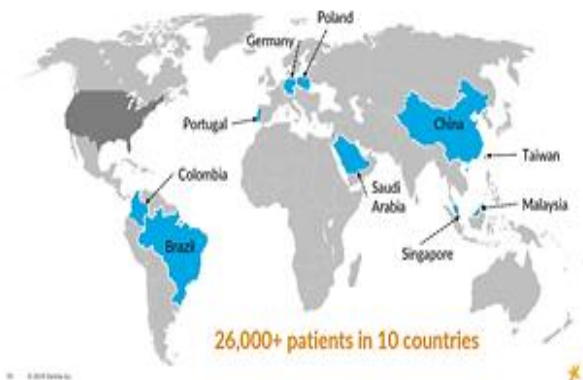 Poland
Germany
Portugal
China
Taiwan
Colombia
Saudi
Arabia
Malaysia
Brazil
Singapore
26,000+ patients in 10 countries